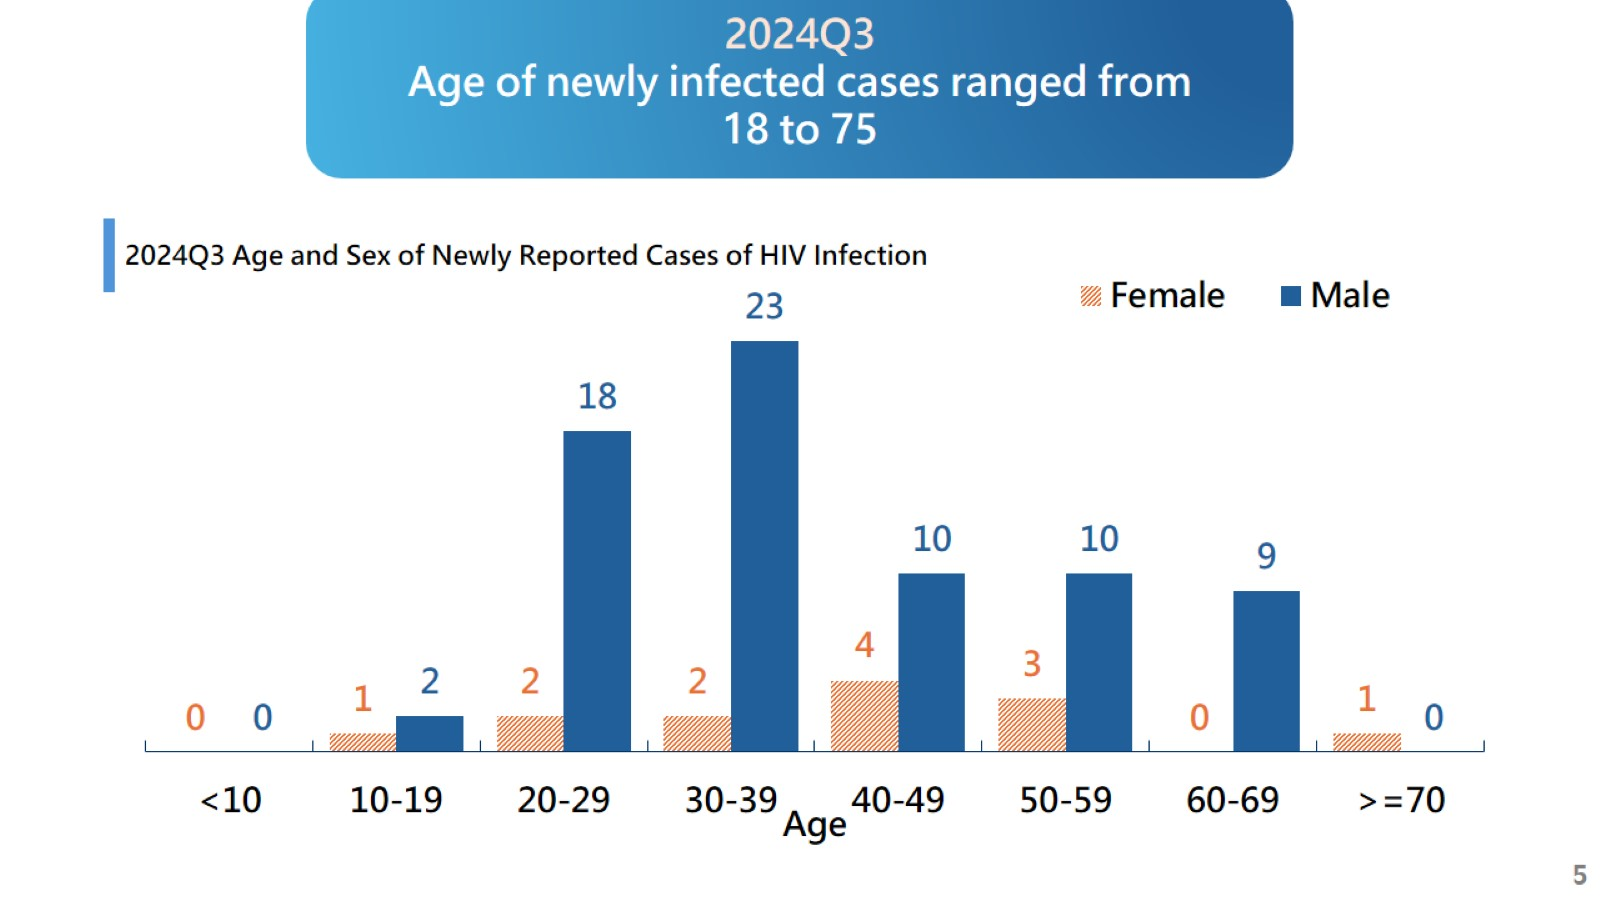 2024Q3
Age of newly infected cases ranged from
18 to 75
2024Q3 Age and Sex of Newly Reported Cases of HIV Infection
Female Male
23
18
10 10 9
4 3
1 2 2 2 1
0 0 0 0
<10 10-19 20-29 30-39 40-49 50-59 60-69 >=70
Age
5